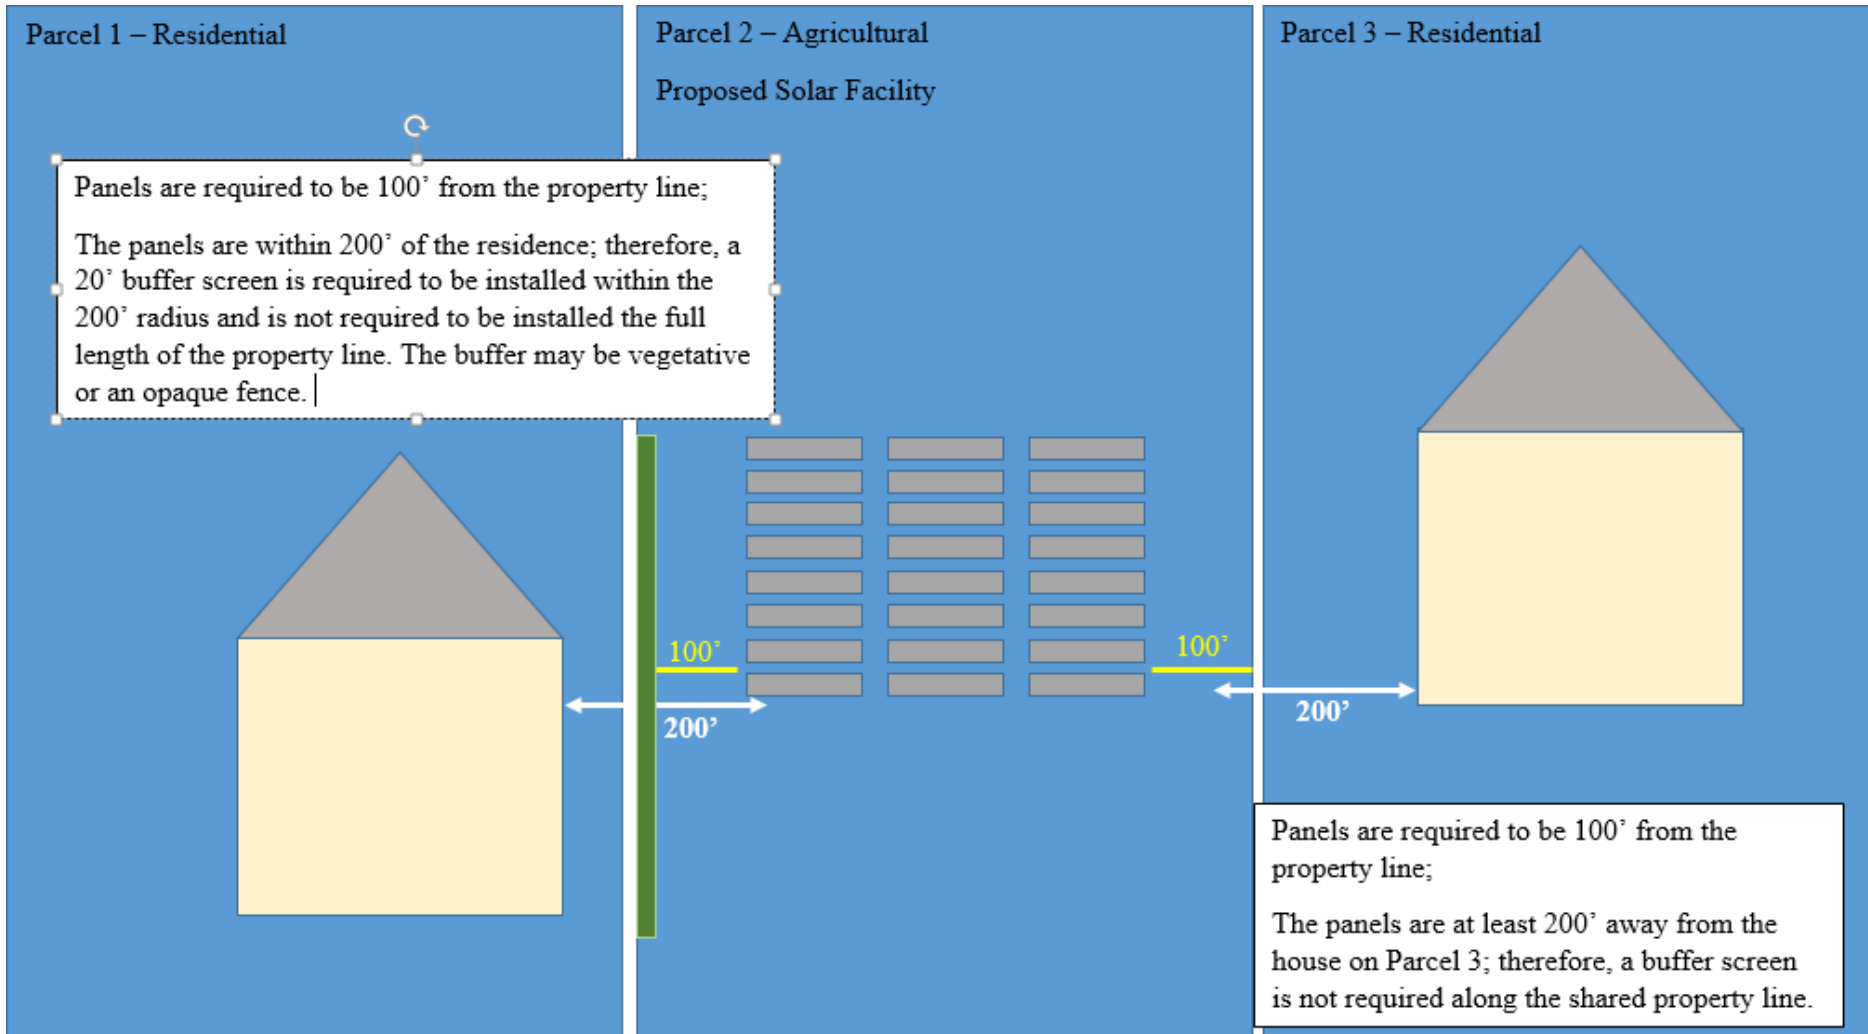 Parcel 1 – Residential
Parcel 2 – Agricultural
Proposed Solar Facility
Parcel 3 – Residential
Panels are required to be 100’ from the property line;
The panels are within 200’ of the residence; therefore, a
20’ buffer screen is required to be installed within the
200’ radius and is not required to be installed the full
length of the property line. The buffer may be vegetative
or an opaque fence.
100’
200’
100’
200’
Panels are required to be 100’ from the
property line;
The panels are at least 200’ away from the
house on Parcel 3; therefore, a buffer screen
is not required along the shared property line.